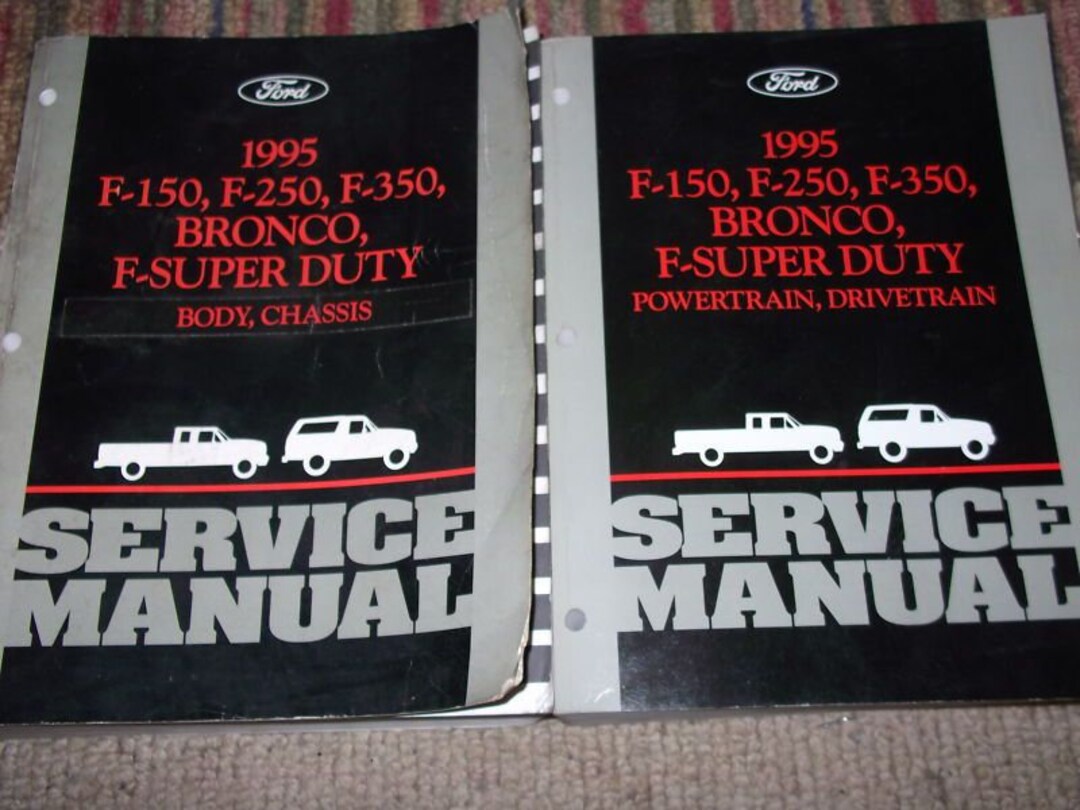 Ford
1995
F-150, F-250, F-350,
BRONCO,
F-SUPER DUTY
BODY, CHASSIS
SERVICE
MANUAL
Ford
1995
F-150, F-250, F-350,
BRONCO,
F-SUPER DUTY
POWERTRAIN, DRIVETRAIN
SERVICE
MANUAL